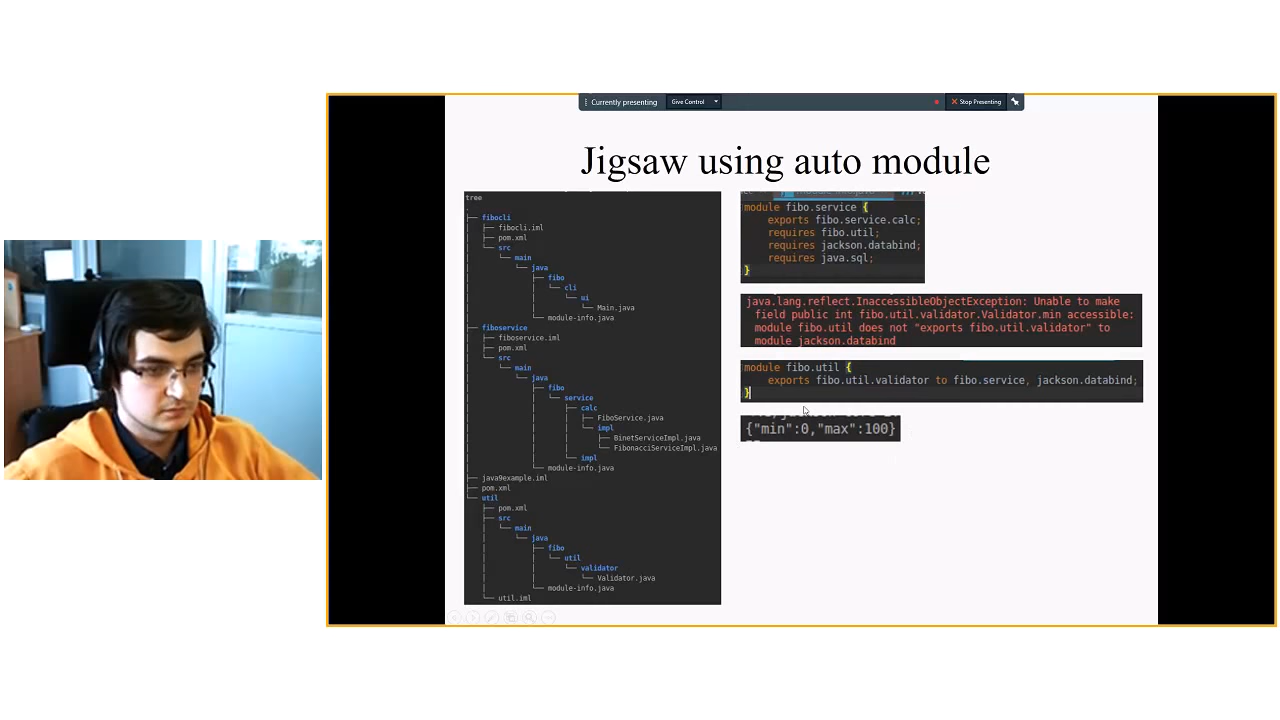 Currently presenting
Give Control
Stop Presenting
Jigsaw using auto module
tree
.
├── fibocli
│   ├── fibocli.iml
│   ├── pom.xml
│   └── src
│       └── main
│           └── java
│               ├── fibo
│               │   └── cli
│               │       └── ui
│               │           └── Main.java
│               └── module-info.java
├── fiboservice
│   ├── fiboservice.iml
│   ├── pom.xml
│   └── src
│       └── main
│           └── java
│               ├── fibo
│               │   └── service
│               │       ├── calc
│               │       │   ├── FiboService.java
│               │       │   └── impl
│               │       │       ├── BinetServiceImpl.java
│               │       │       └── FibonacciServiceImpl.java
│               │       └── impl
│               └── module-info.java
├── java9example.iml
├── pom.xml
└── util
    ├── pom.xml
    ├── src
    │   └── main
    │       └── java
    │           ├── fibo
    │           │   └── util
    │           │       └── validator
    │           │           └── Validator.java
    │           └── module-info.java
    └── util.iml
module fibo.service {
exports fibo.service.calc;
requires fibo.util;
requires jackson.databind;
requires java.sql;
}
java.lang.reflect.InaccessibleObjectException: Unable to make
field public int fibo.util.validator.Validator.min accessible:
module fibo.util does not "exports fibo.util.validator" to
module jackson.databind
module fibo.util {
exports fibo.util.validator to fibo.service, jackson.databind;
}
{"min":0,"max":100}